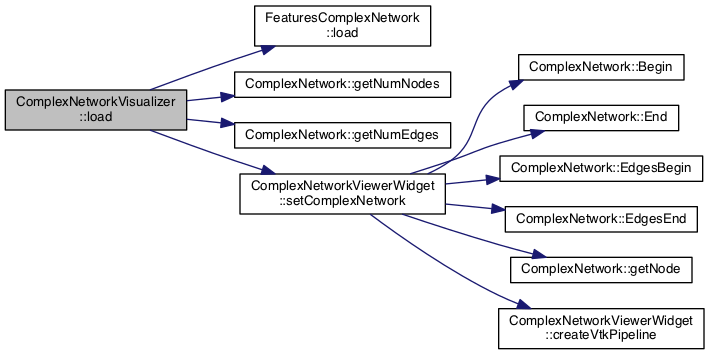 ComplexNetworkVisualizer
::load
FeaturesComplexNetwork
::load
ComplexNetwork::getNumNodes
ComplexNetwork::getNumEdges
ComplexNetworkViewerWidget
::setComplexNetwork
ComplexNetwork::Begin
ComplexNetwork::End
ComplexNetwork::EdgesBegin
ComplexNetwork::EdgesEnd
ComplexNetwork::getNode
ComplexNetworkViewerWidget
::createVtkPipeline